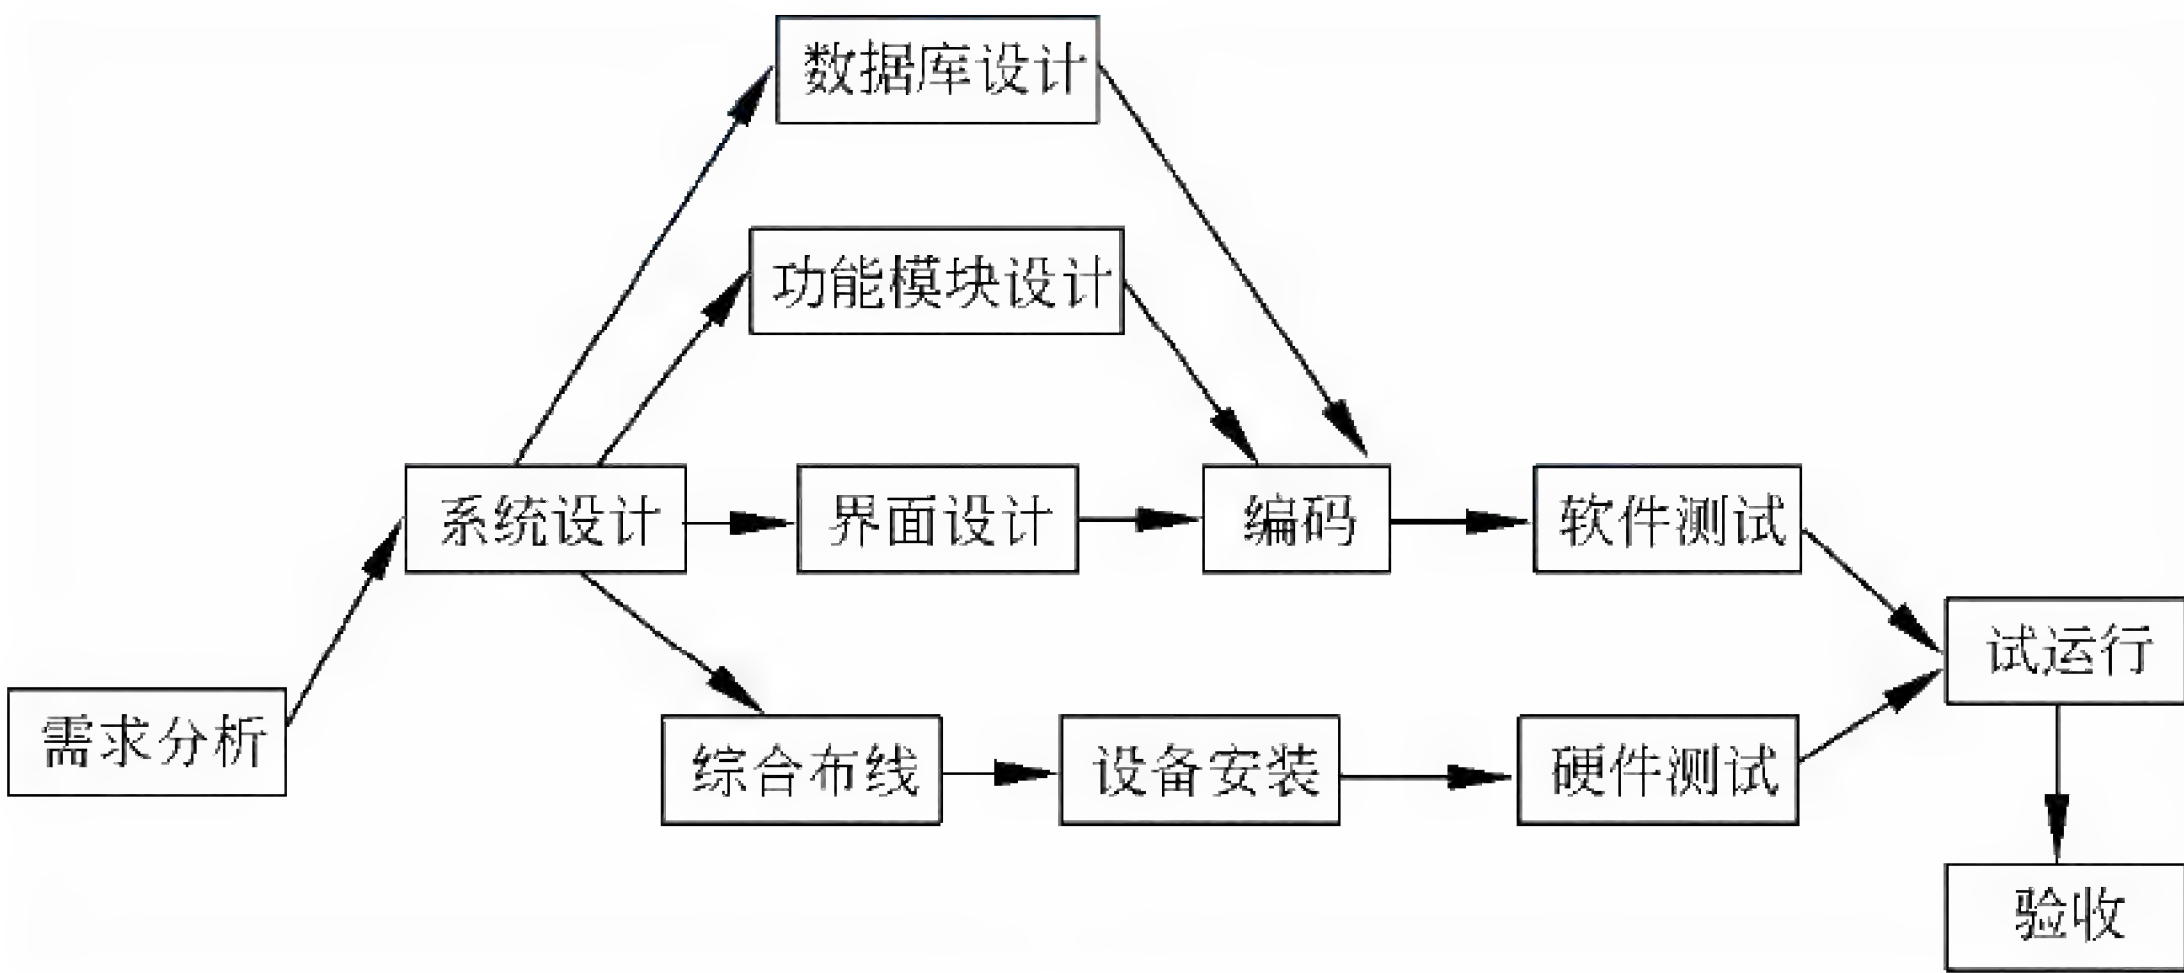 数据库设计
功能模块设计
系统设计
界面设计
编码
软件测试
试运行
需求分析
综合布线
设备安装
硬件测试
验收